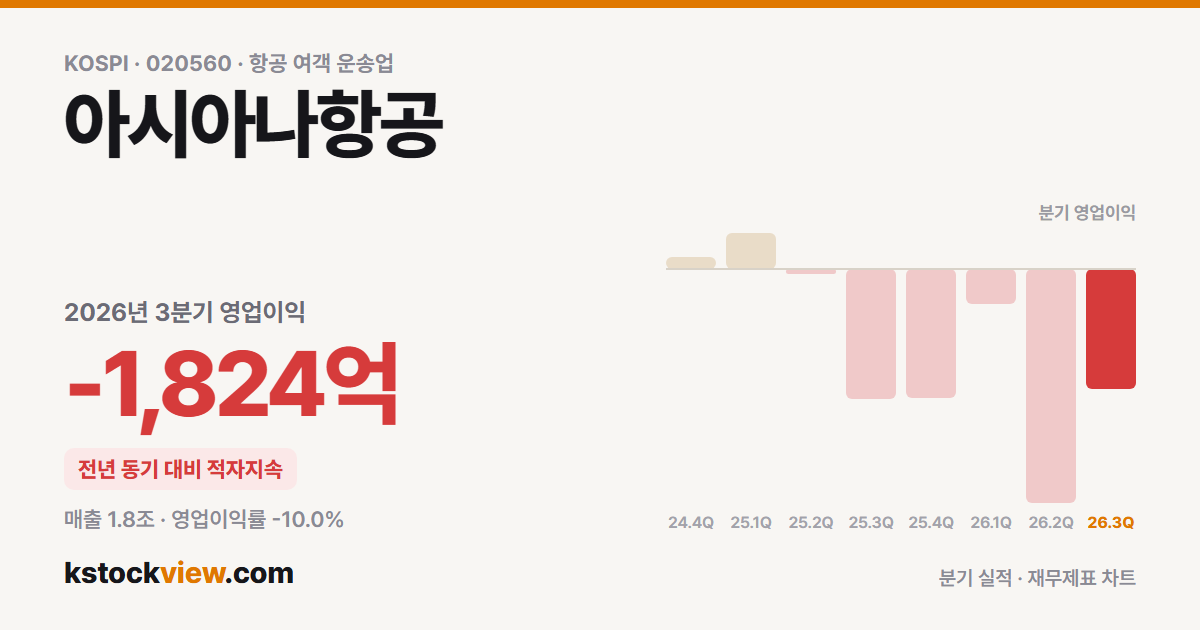 KOSPI · 020560 · 항공 여객 운송업
아시아나항공
2026년 3분기 영업이익
-1,824억
전년 동기 대비 적자지속
매출 1.8조 · 영업이익률 -10.0%
kstockview.com
분기 영업이익
24.4Q 25.1Q 25.2Q 25.3Q 25.4Q 26.1Q 26.2Q 26.3Q
분기 실적 · 재무제표 차트